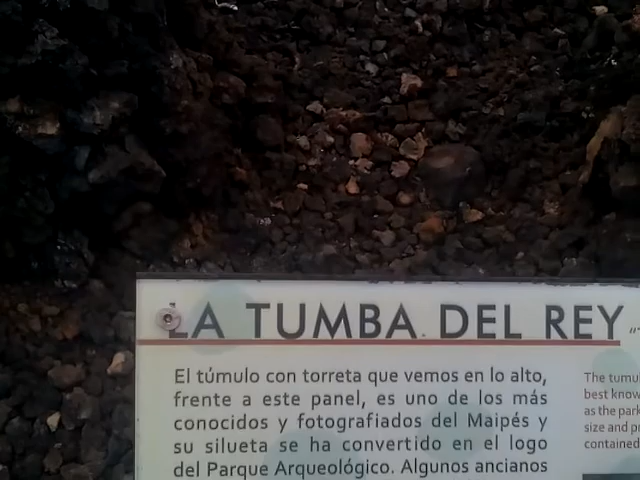 LA TUMBA DEL REY
El túmulo con torreta que vemos en lo alto,
frente a este panel, es uno de los más
conocidos y fotografiados del Maipés y
su silueta se ha convertido en el logo
del Parque Arqueológico. Algunos ancianos
The tumul
best know
as the park
size and pr
contained